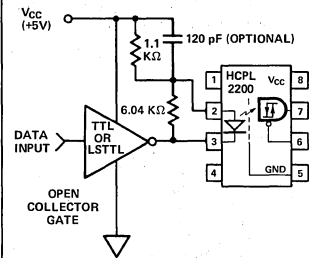 VCC
(+5V)
1.1
KΩ
120 pF (OPTIONAL)
6.04 KΩ
DATA
INPUT
TTL
OR
LSTTL
OPEN
COLLECTOR
GATE
HCPL
2200
VCC
GND
1
2
3
4
8
7
6
5